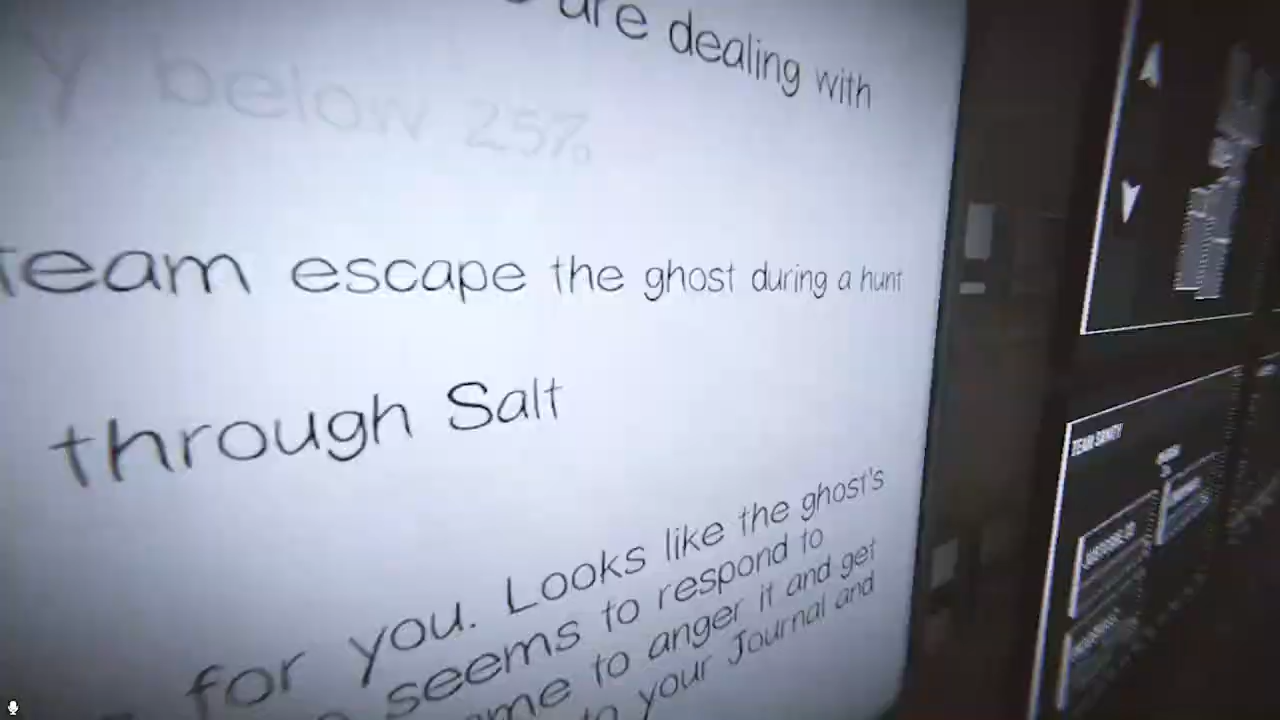 are dealing with
y below 25%
team escape the ghost during a hunt
through Salt
for you. Looks like the ghost's
seems to respond to
to anger it and get
your Journal and
TEAM SANITY